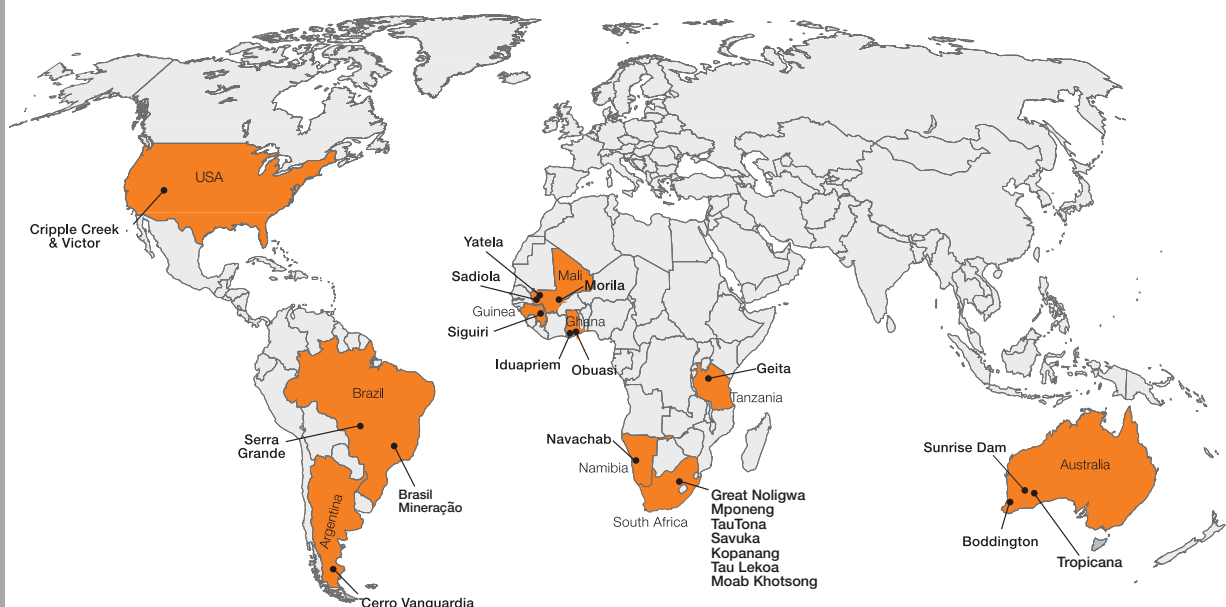 USA
Cripple Creek
& Victor
Yatela
Sadiola
Mali
Morila
Guinea
Ghana
Siguiri
Iduapriem
Obuasi
Geita
Tanzania
Brazil
Serra
Grande
Brasil
Mineração
Argentina
Cerro Vanguardia
Navachab
Namibia
South Africa
Great Noligwa
Mponeng
TauTona
Savuka
Kopanang
Tau Lekoa
Moab Khotsong
Sunrise Dam
Australia
Boddington
Tropicana